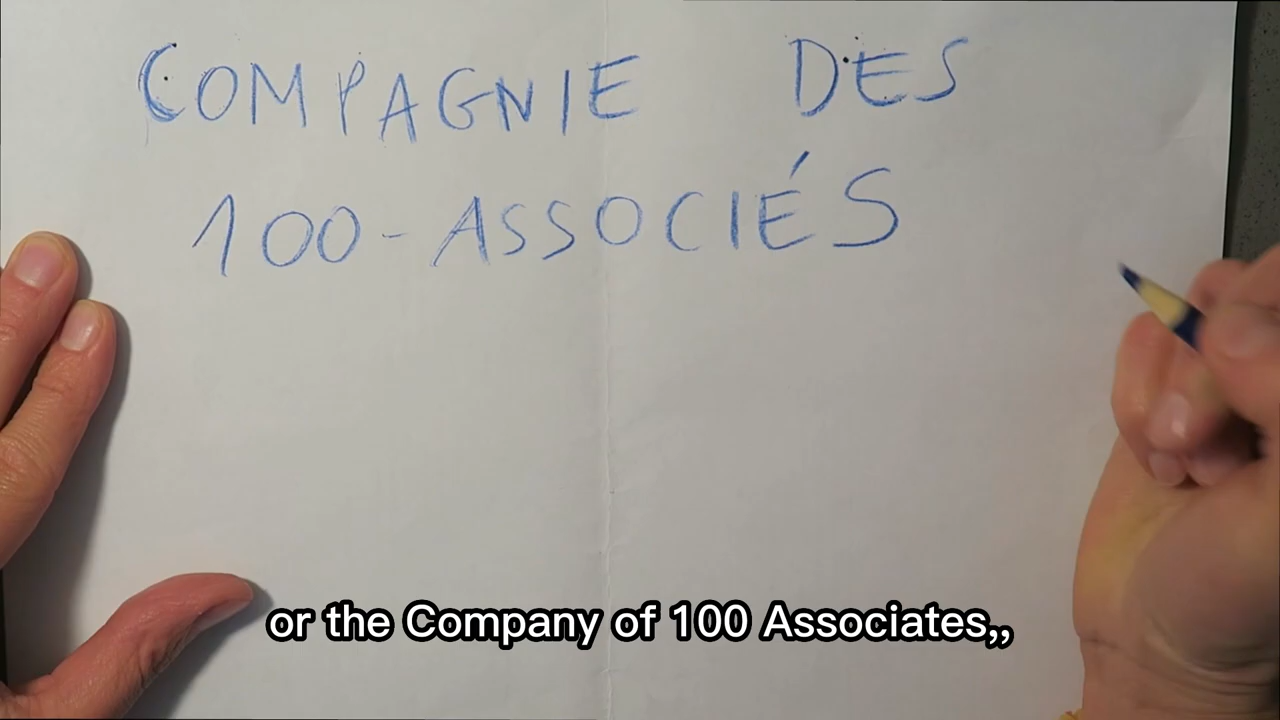 COMPAGNIE DES
100-ASSOCIÉS
or the Company of 100 Associates,,